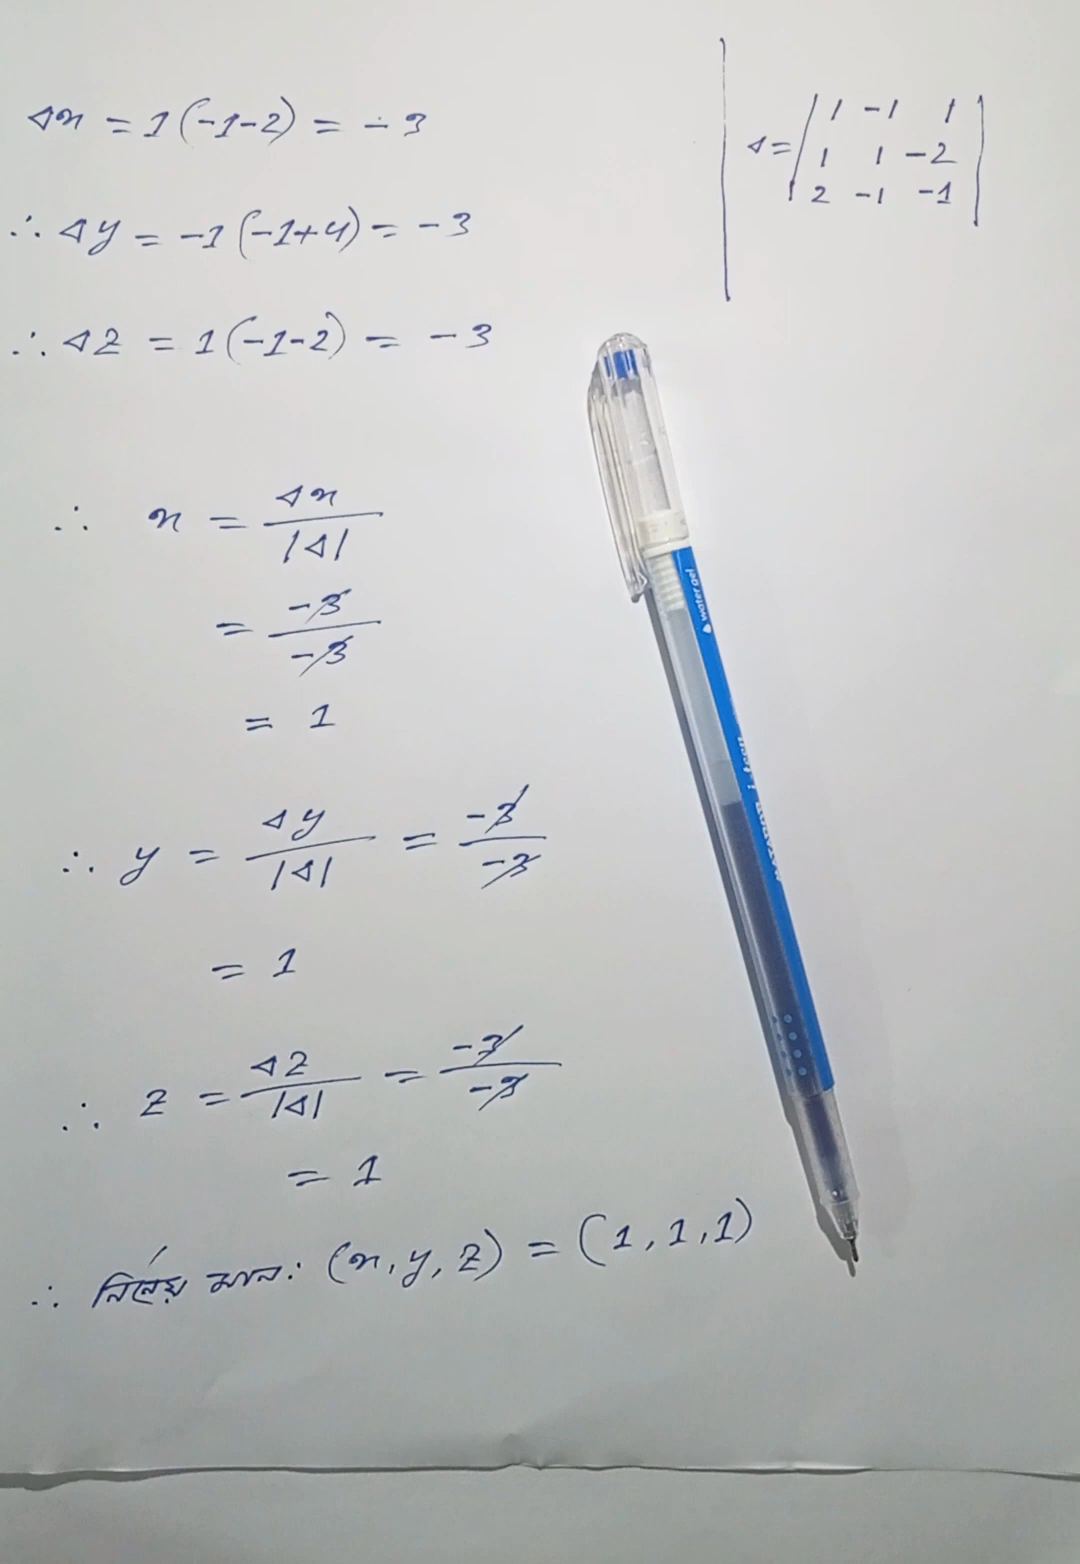 Δx = 1(-1-2) = -3
∴ Δy = -1(-1+4) = -3
∴ Δz = 1(-1-2) = -3
Δ = | 1 -1 1 |
| 1 1 -2 |
| 2 -1 -1 |
∴ x = Δx / |Δ|
= -3 / -3
= 1
∴ y = Δy / |Δ| = -3 / -3
= 1
∴ z = Δz / |Δ| = -3 / -3
= 1
∴ নির্ণেয় মান: (x, y, z) = (1, 1, 1)
water gel